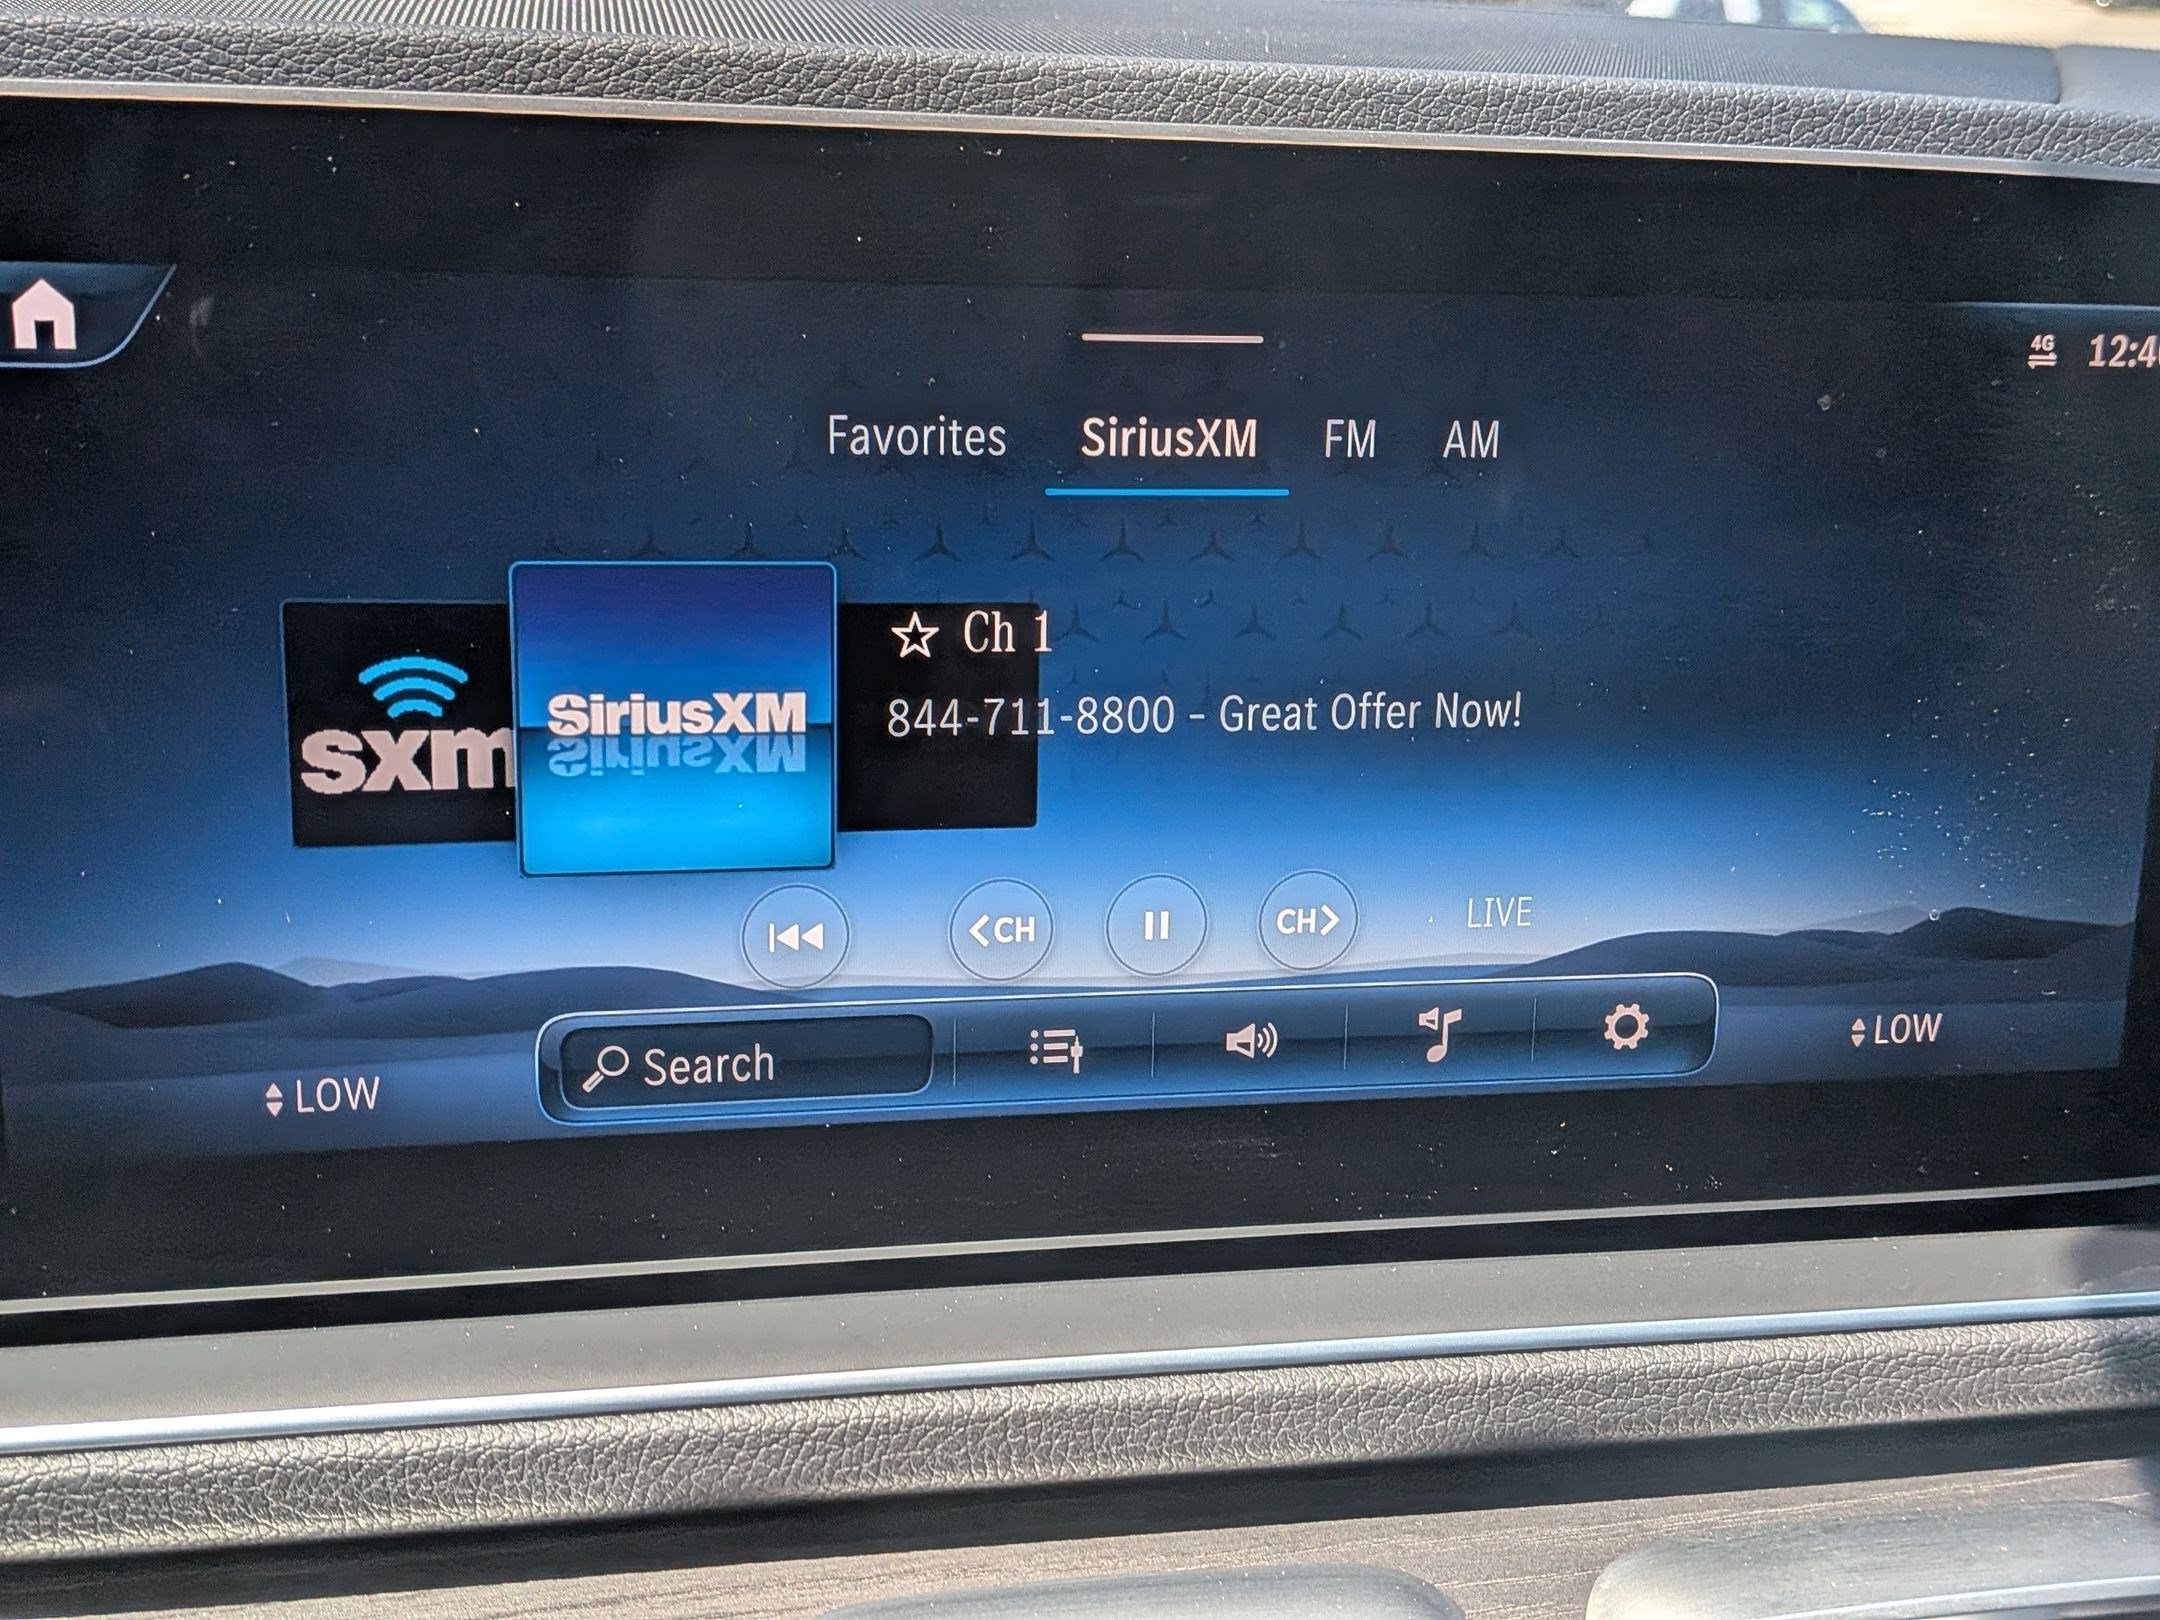 4G 12:4
Favorites SiriusXM FM AM
sxm
SiriusXM
Ch 1
844-711-8800 - Great Offer Now!
<CH CH> LIVE
Search
LOW LOW